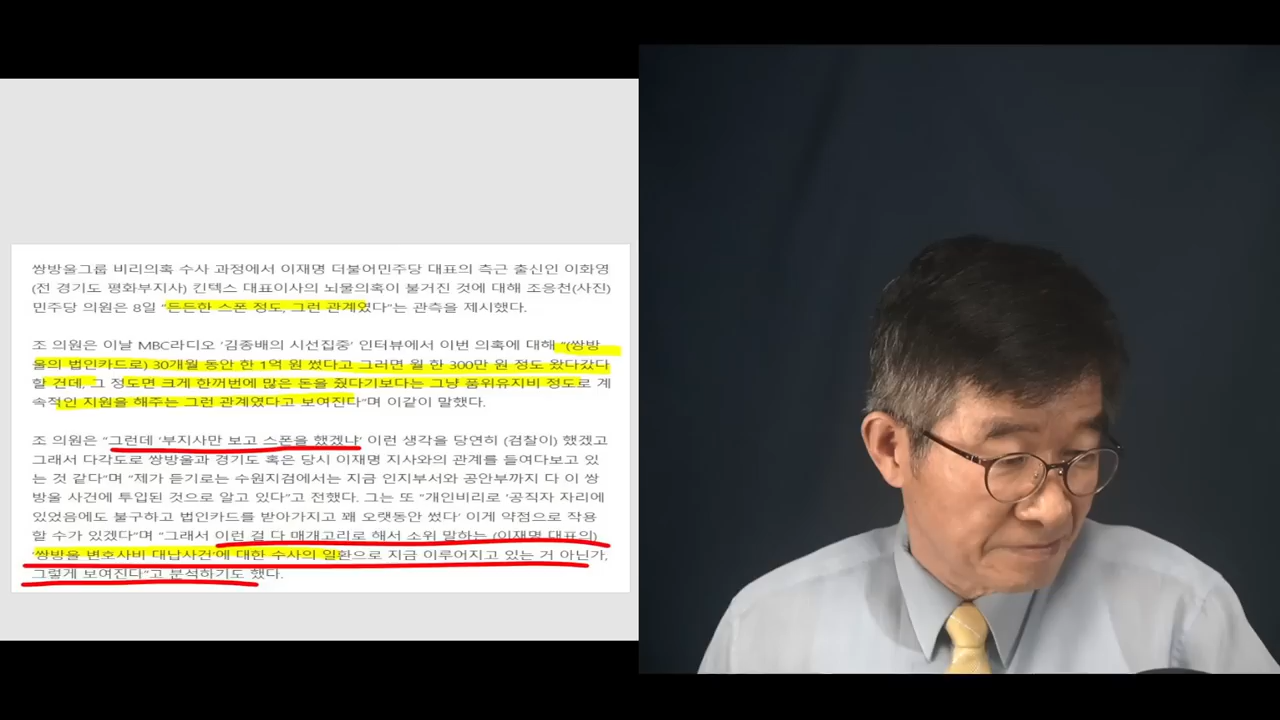 쌍방울그룹 비리의혹 수사 과정에서 이재명 더불어민주당 대표의 측근 출신인 이화영
(전 경기도 평화부지사) 킨텍스 대표이사의 뇌물의혹이 불거진 것에 대해 조응천(사진)
민주당 의원은 8일 “든든한 스폰 정도, 그런 관계였다”는 관측을 제시했다.
조 의원은 이날 MBC라디오 ‘김종배의 시선집중’ 인터뷰에서 이번 의혹에 대해 “(쌍방
울의 법인카드로) 30개월 동안 한 1억 원 썼다고 그러면 월 한 300만 원 정도 왔다갔다
할 건데, 그 정도면 크게 한꺼번에 많은 돈을 줬다기보다는 그냥 품위유지비 정도로 계
속적인 지원을 해주는 그런 관계였다고 보여진다”며 이같이 말했다.
조 의원은 “그런데 ‘부지사만 보고 스폰을 했겠냐’ 이런 생각을 당연히 (검찰이) 했겠고
그래서 다각도로 쌍방울과 경기도 혹은 당시 이재명 지사와의 관계를 들여다보고 있
는 것 같다”며 “제가 듣기로는 수원지검에서는 지금 인지부서와 공안부까지 다 이 쌍
방울 사건에 투입된 것으로 알고 있다”고 전했다. 그는 또 “개인비리로 ‘공직자 자리에
있었음에도 불구하고 법인카드를 받아가지고 꽤 오랫동안 썼다’ 이게 약점으로 작용
할 수가 있겠다”며 “그래서 이런 걸 다 매개고리로 해서 소위 말하는 (이재명 대표의)
‘쌍방울 변호사비 대납사건’에 대한 수사의 일환으로 지금 이루어지고 있는 거 아닌가,
그렇게 보여진다”고 분석하기도 했다.